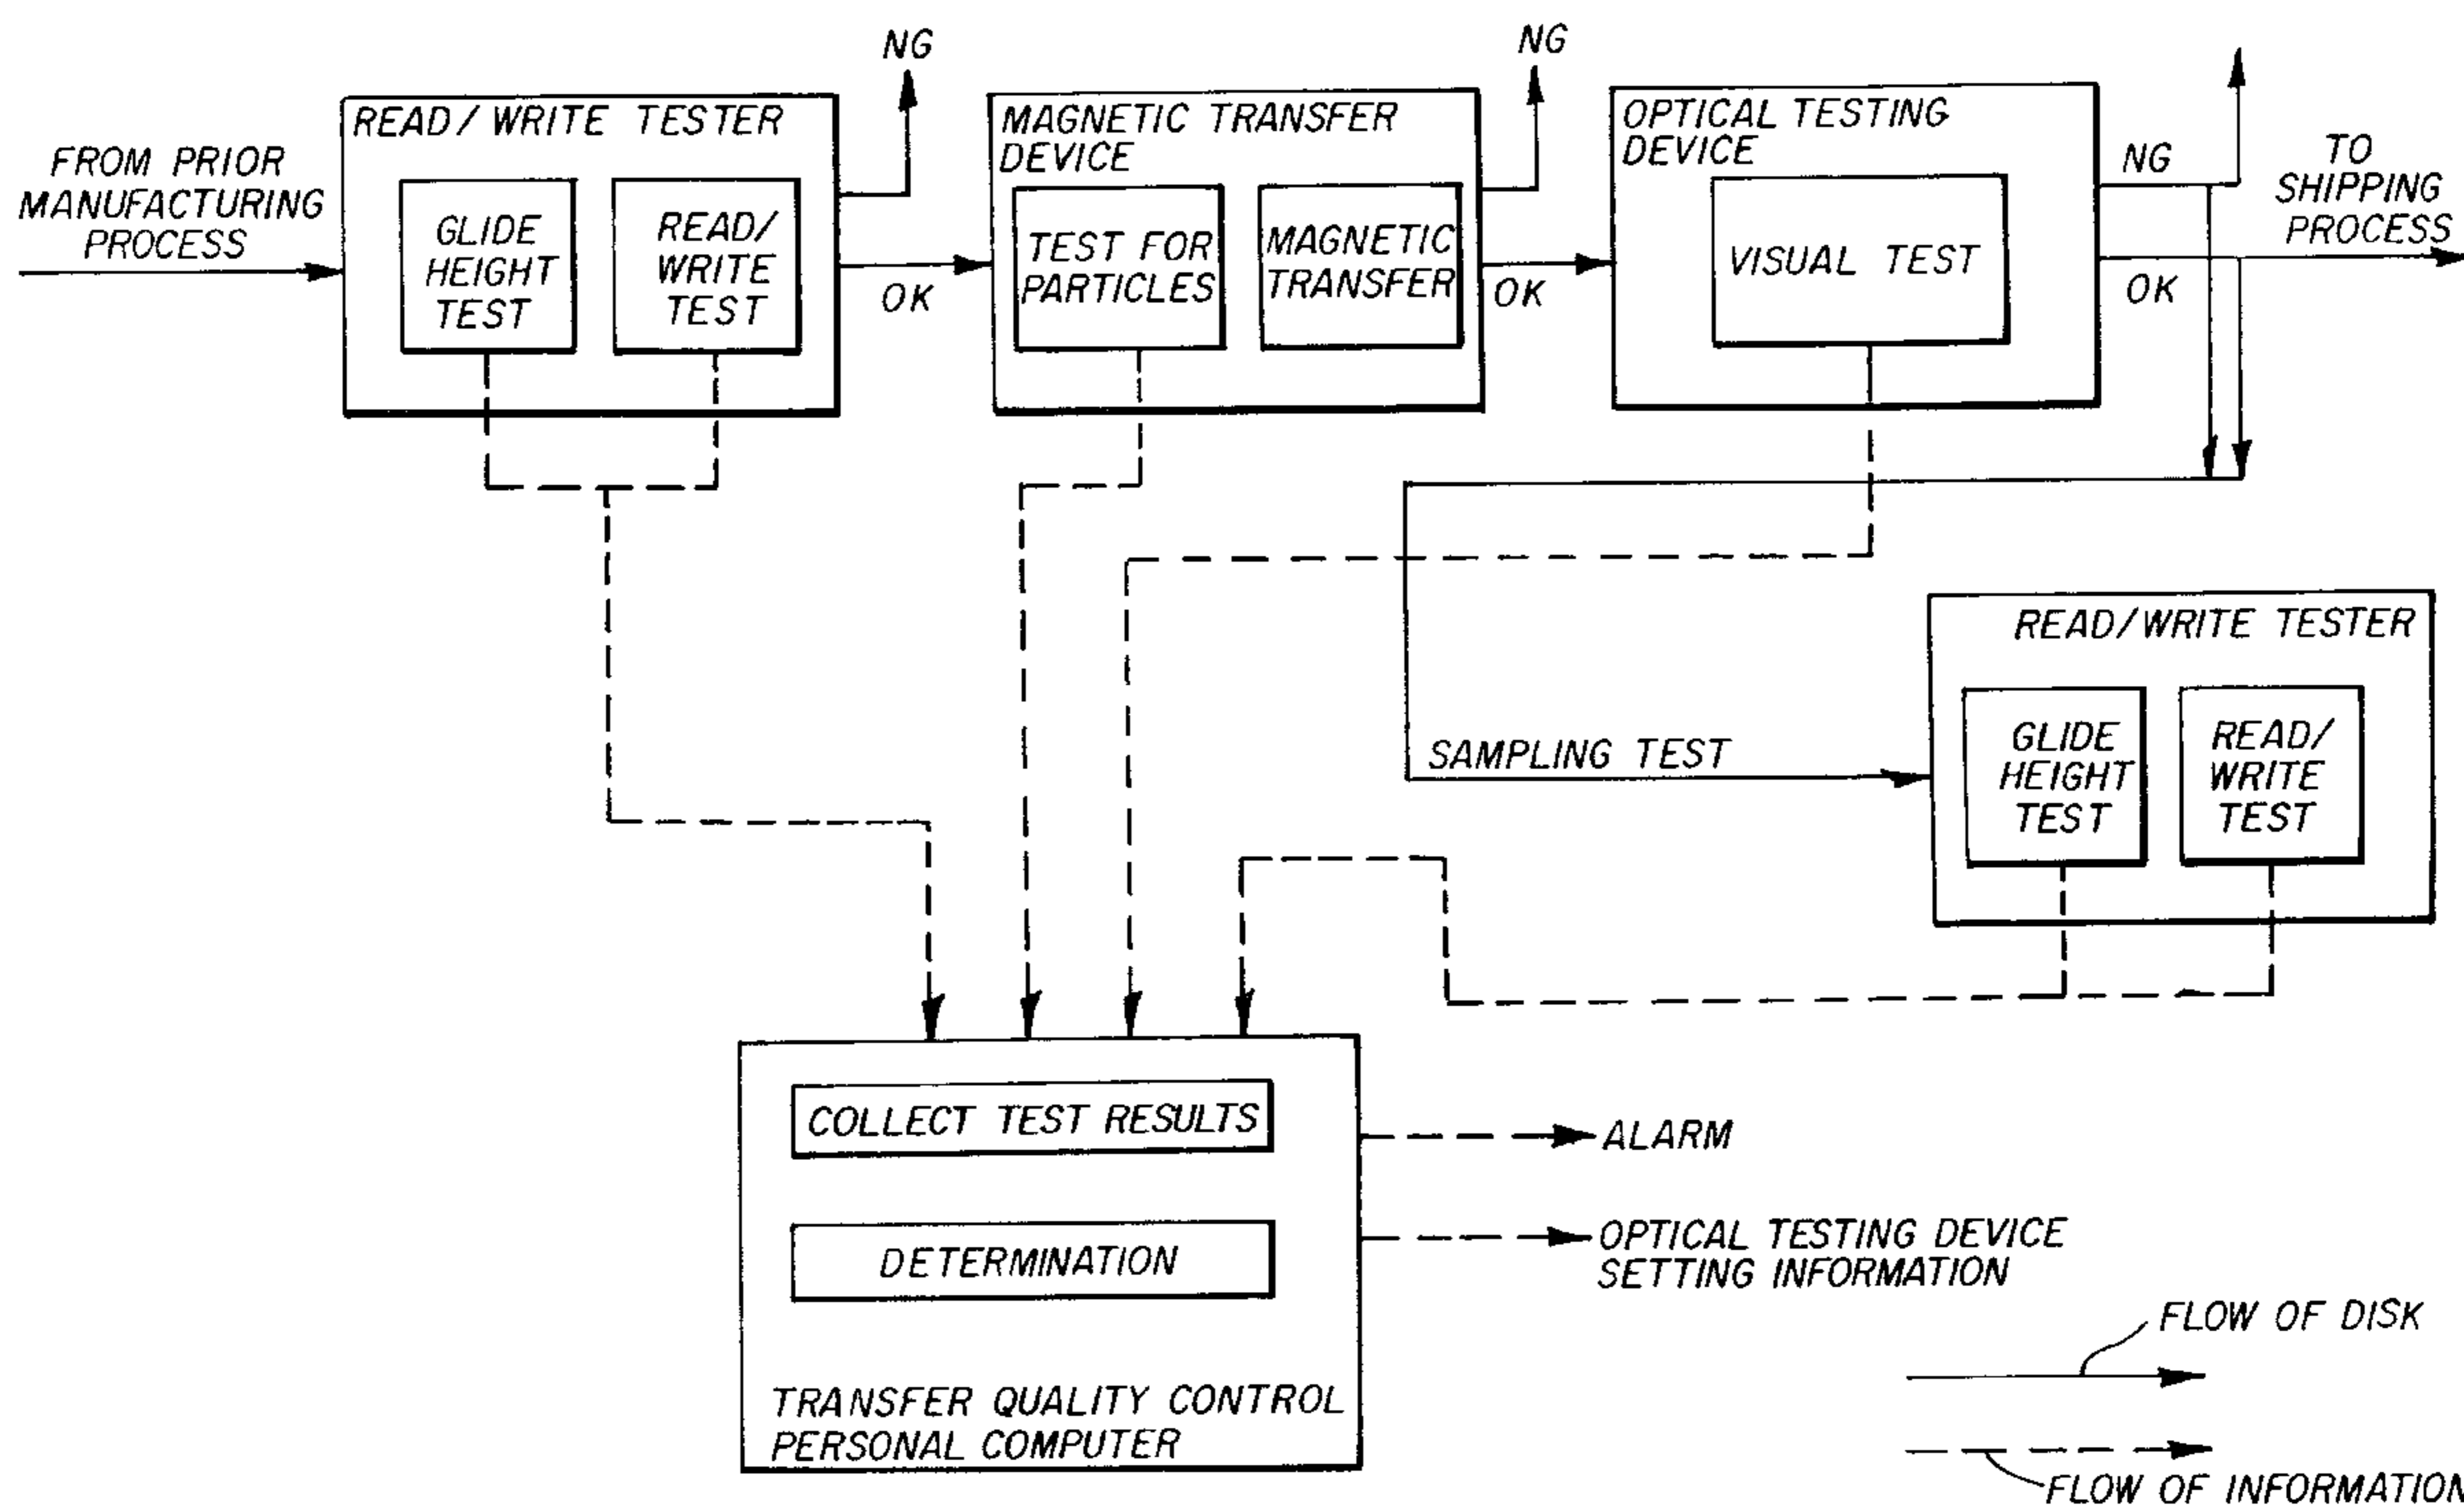 NG
NG
READ/WRITE TESTER
MAGNETIC TRANSFER
DEVICE
OPTICAL TESTING
DEVICE
FROM PRIOR
MANUFACTURING
PROCESS
GLIDE
HEIGHT
TEST
READ/
WRITE
TEST
OK
TEST FOR
PARTICLES
MAGNETIC
TRANSFER
OK
VISUAL TEST
NG
OK
TO
SHIPPING
PROCESS
READ/WRITE TESTER
GLIDE
HEIGHT
TEST
READ/
WRITE
TEST
SAMPLING TEST
COLLECT TEST RESULTS
DETERMINATION
TRANSFER QUALITY CONTROL
PERSONAL COMPUTER
ALARM
OPTICAL TESTING DEVICE
SETTING INFORMATION
FLOW OF DISK
FLOW OF INFORMATION